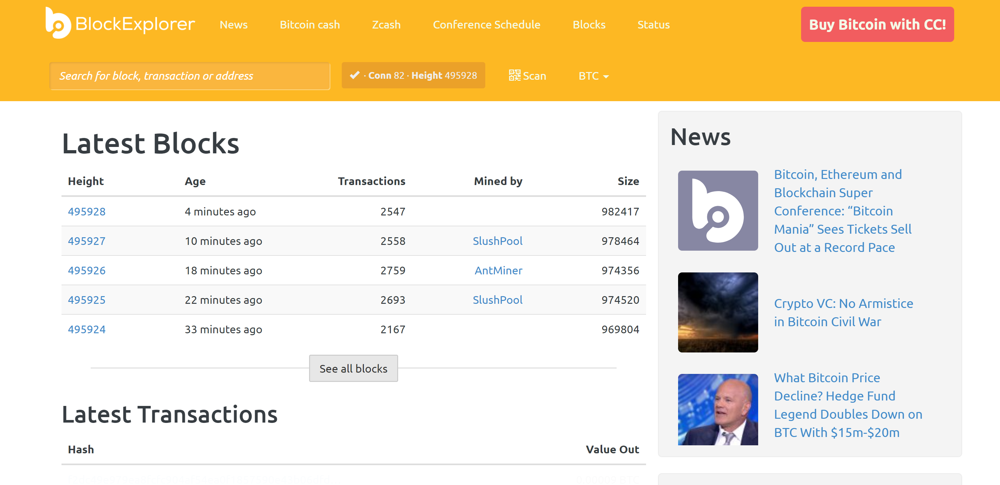 BlockExplorer News Bitcoin cash Zcash Conference Schedule Blocks Status Buy Bitcoin with CC!
Search for block, transaction or address · Conn 82 · Height 495928 Scan BTC
Latest Blocks
Height Age Transactions Mined by Size
495928 4 minutes ago 2547 982417
495927 10 minutes ago 2558 SlushPool 978464
495926 18 minutes ago 2759 AntMiner 974356
495925 22 minutes ago 2693 SlushPool 974520
495924 33 minutes ago 2167 969804
See all blocks
Latest Transactions
Hash Value Out
News
Bitcoin, Ethereum and
Blockchain Super
Conference: “Bitcoin
Mania” Sees Tickets Sell
Out at a Record Pace
Crypto VC: No Armistice
in Bitcoin Civil War
What Bitcoin Price
Decline? Hedge Fund
Legend Doubles Down on
BTC With $15m-$20m